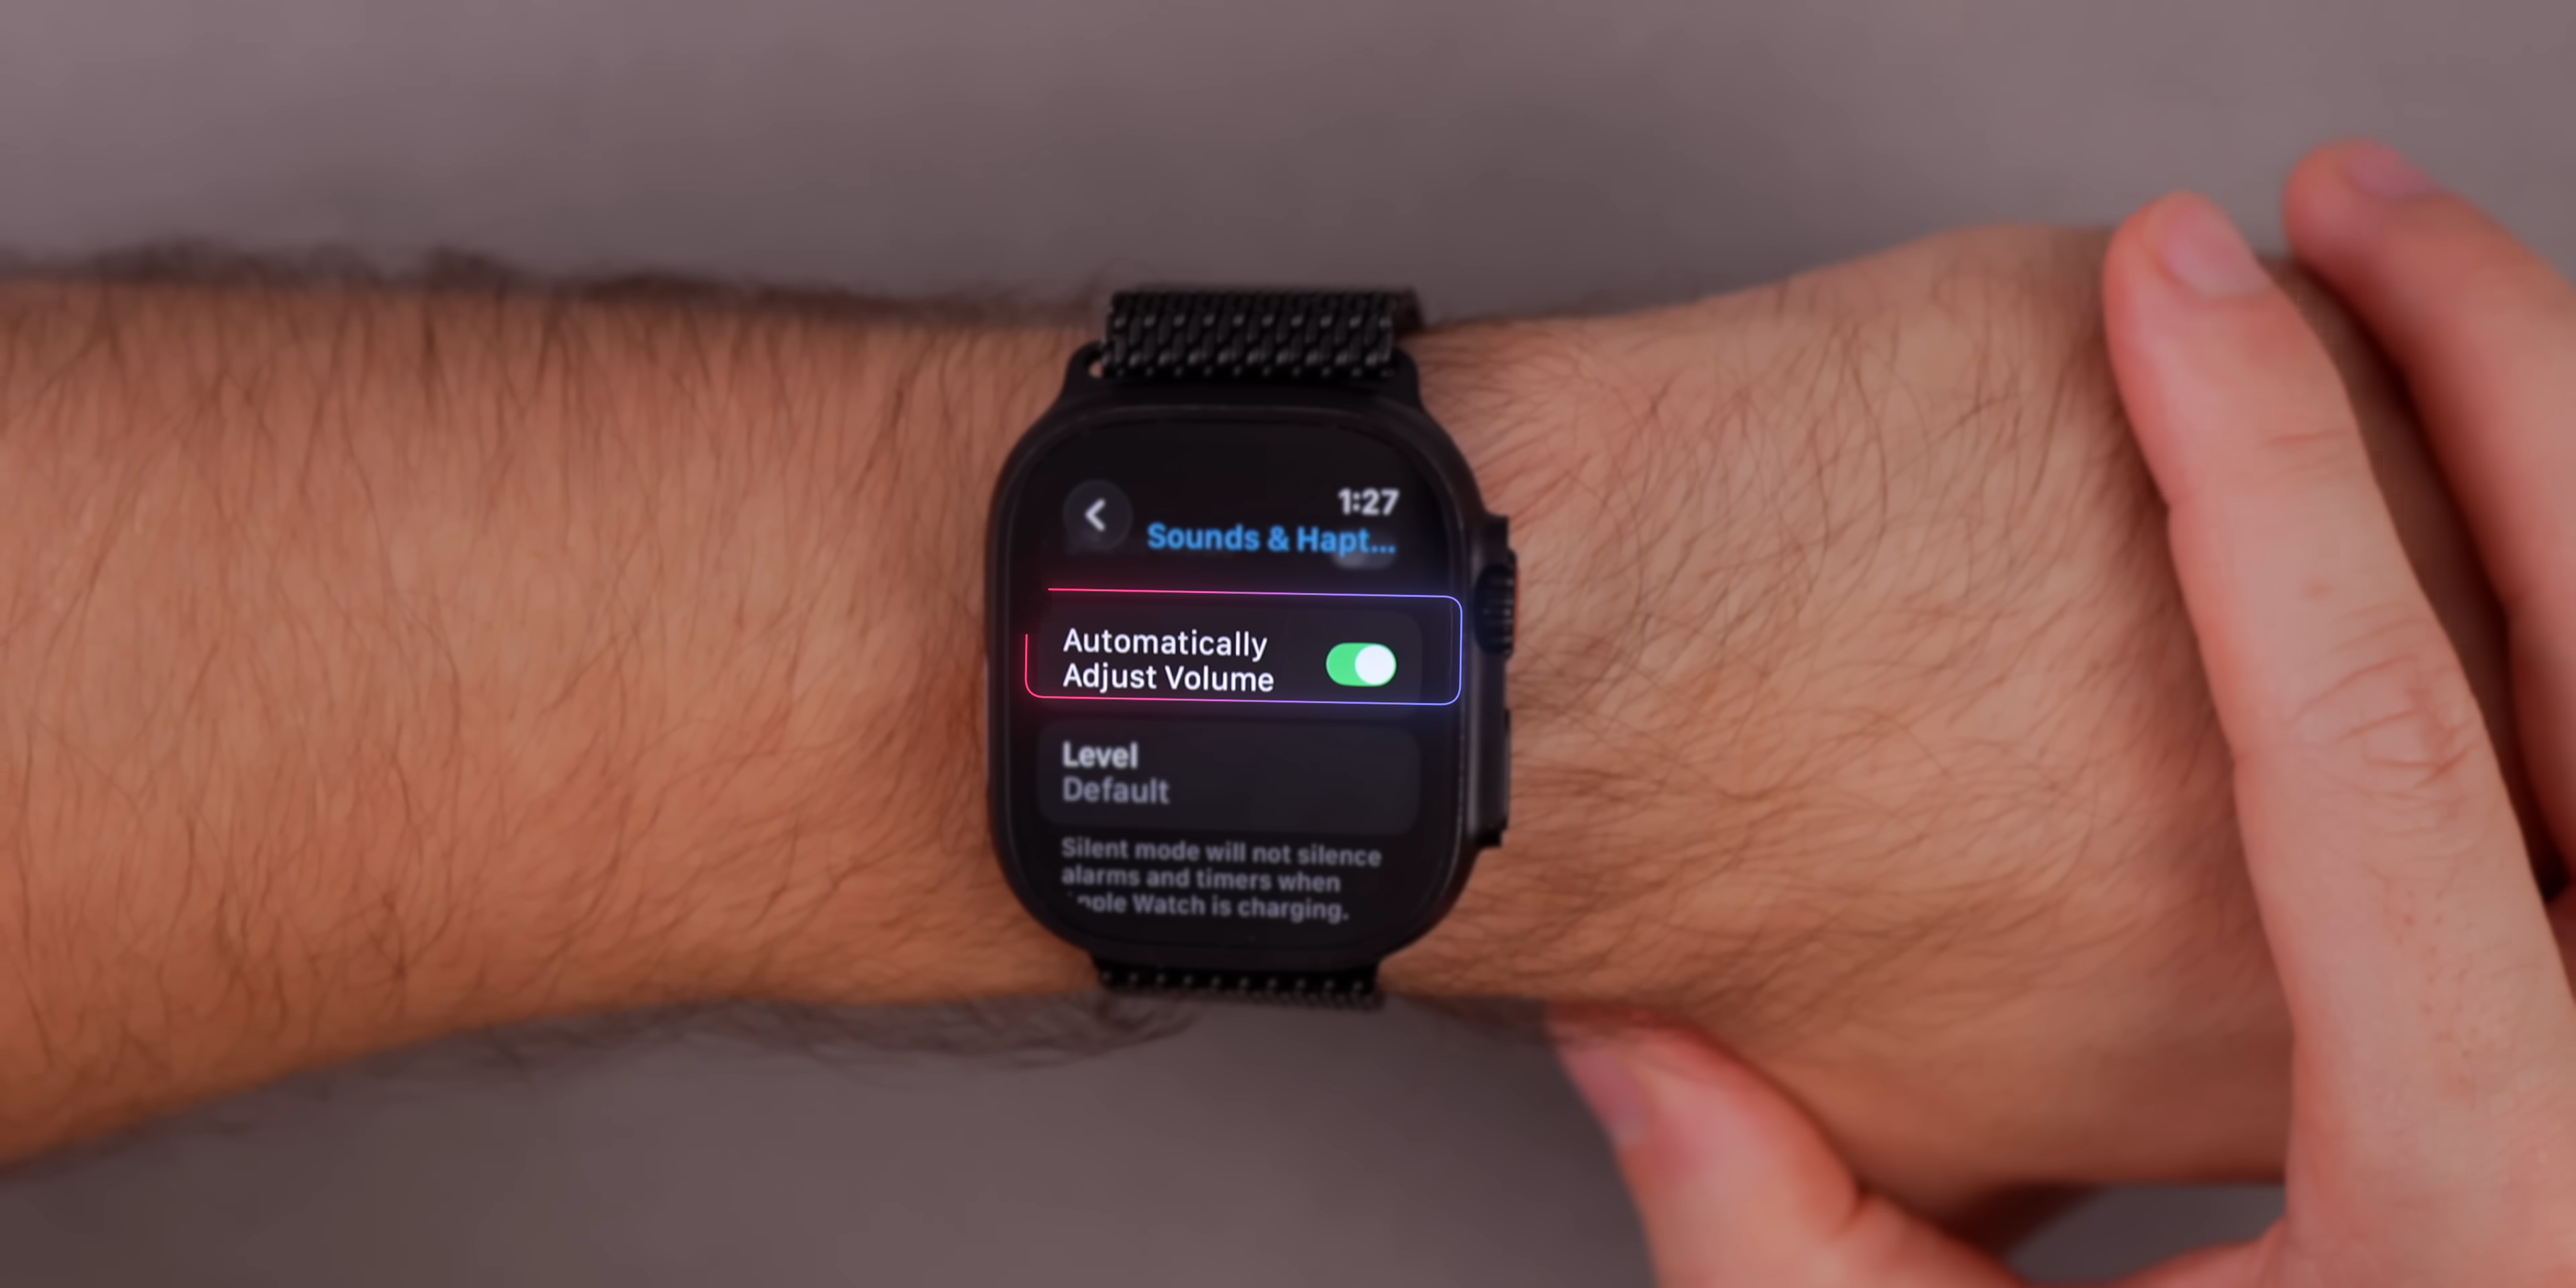 1:27
Sounds & Hapt...
Automatically
Adjust Volume
Level
Default
Silent mode will not silence
alarms and timers when
Watch is charging.